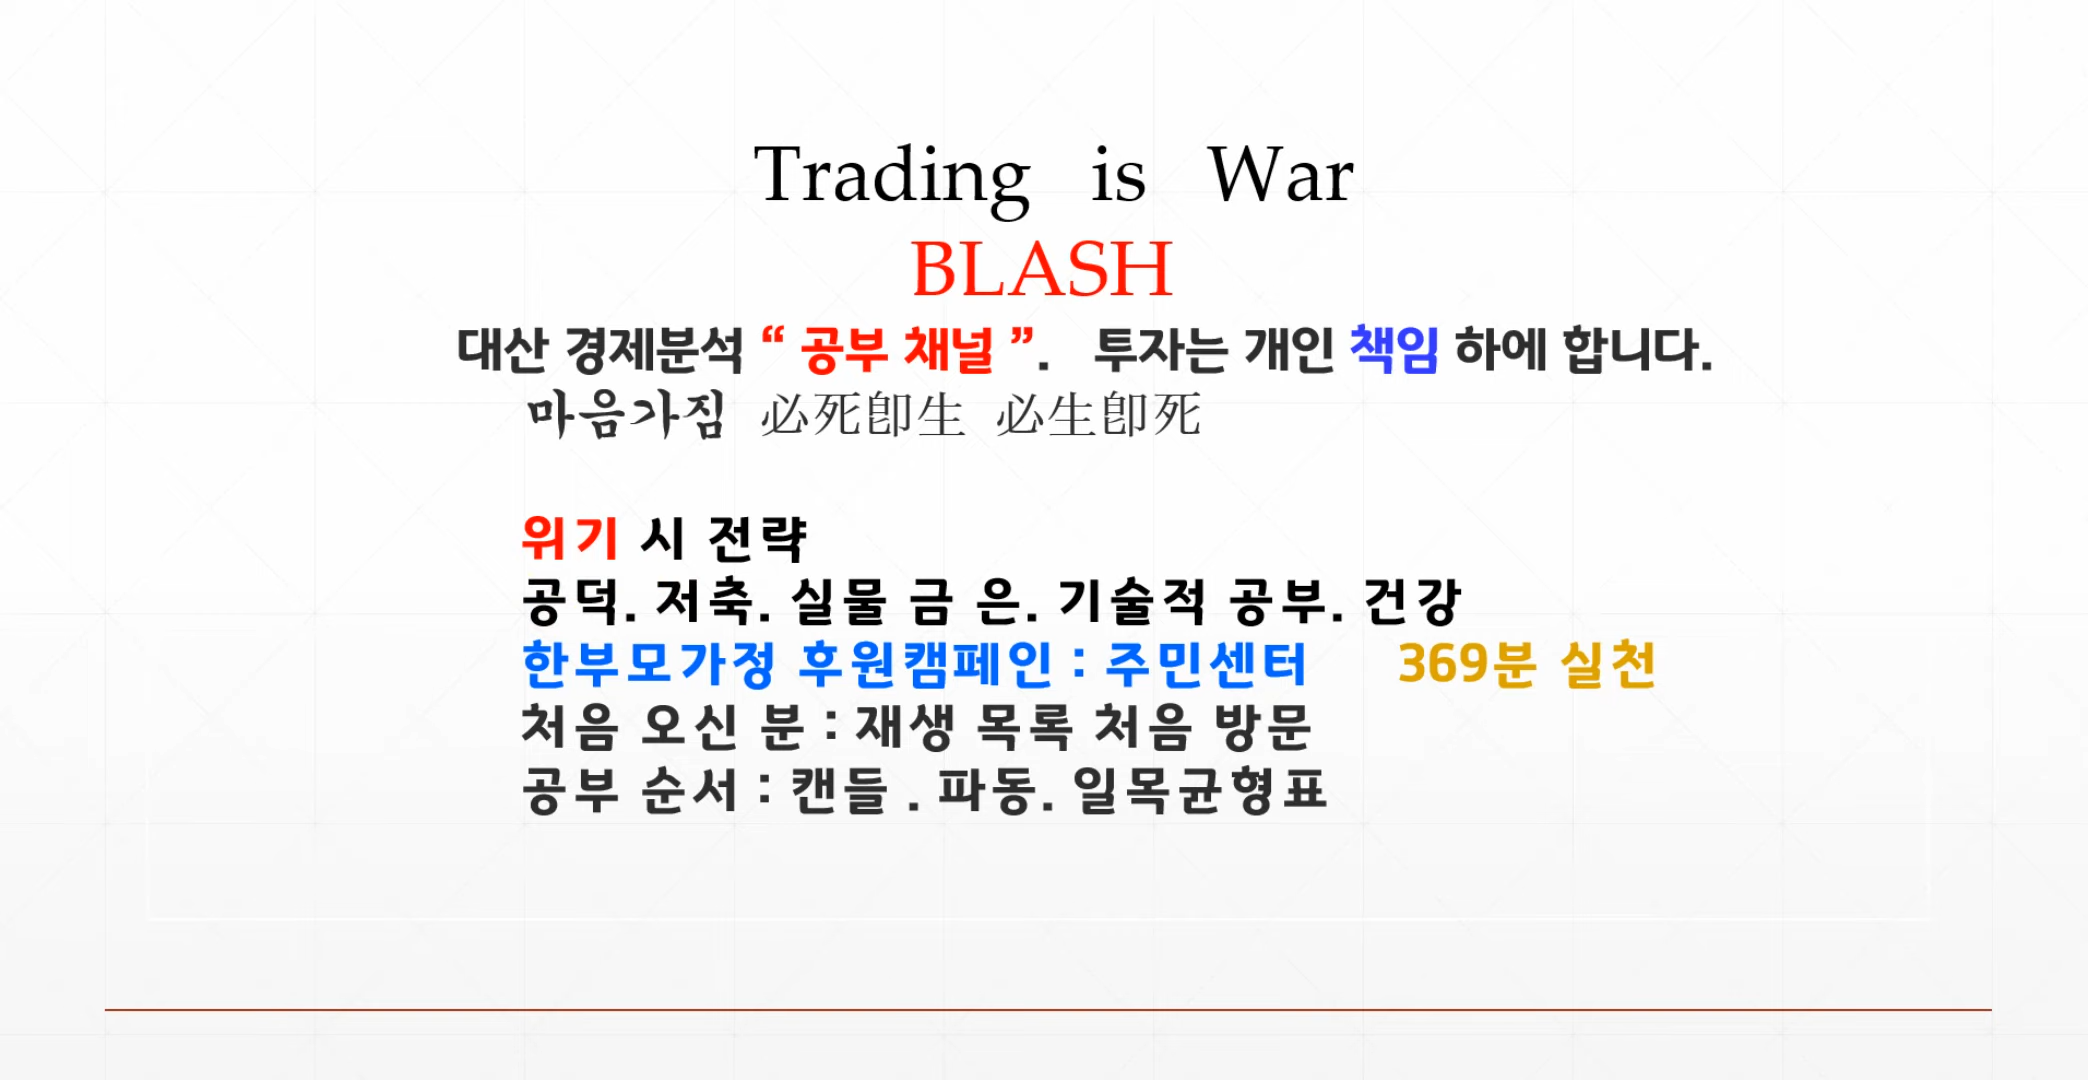 Trading is War
BLASH
대산 경제분석 “ 공부 채널 ”. 투자는 개인 책임 하에 합니다.
마음가짐 必死卽生 必生卽死
위기 시 전략
공덕. 저축. 실물 금 은. 기술적 공부. 건강
한부모가정 후원캠페인 : 주민센터 369분 실천
처음 오신 분 : 재생 목록 처음 방문
공부 순서 : 캔들 . 파동. 일목균형표